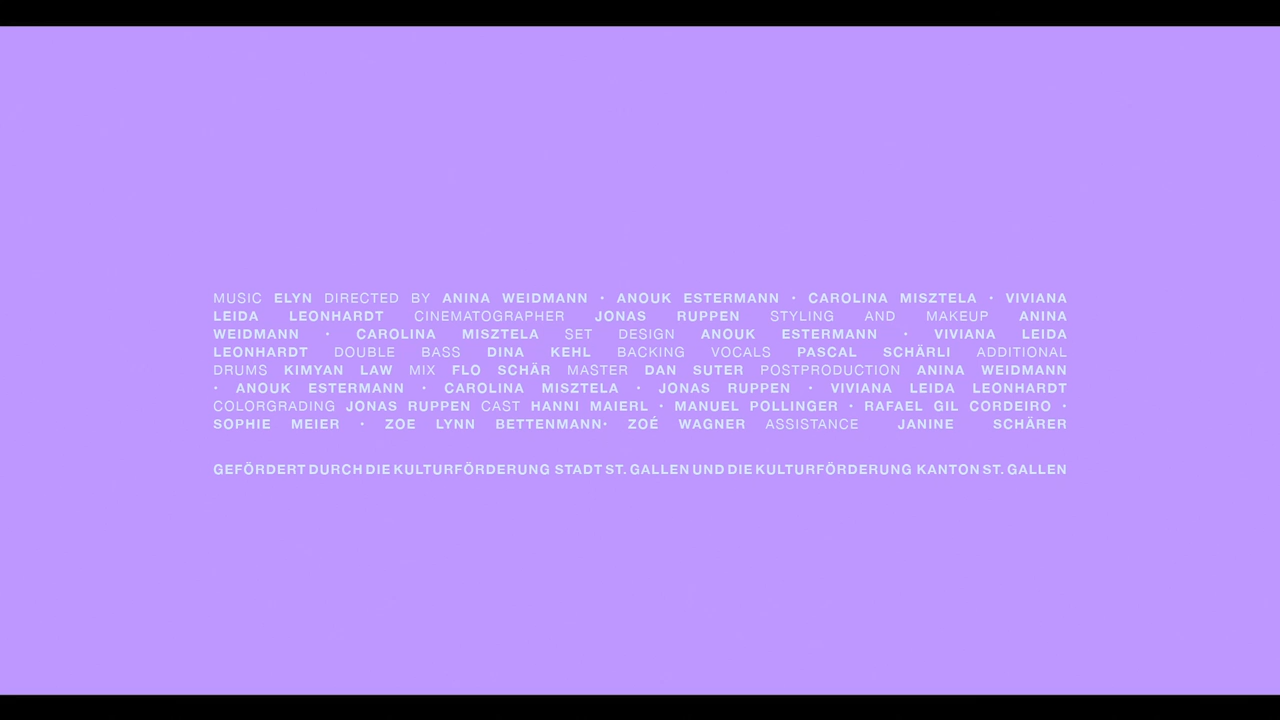 MUSIC ELYN DIRECTED BY ANINA WEIDMANN · ANOUK ESTERMANN · CAROLINA MISZTELA · VIVIANA
LEIDA LEONHARDT CINEMATOGRAPHER JONAS RUPPEN STYLING AND MAKEUP ANINA
WEIDMANN · CAROLINA MISZTELA SET DESIGN ANOUK ESTERMANN · VIVIANA LEIDA
LEONHARDT DOUBLE BASS DINA KEHL BACKING VOCALS PASCAL SCHÄRLI ADDITIONAL
DRUMS KIMYAN LAW MIX FLO SCHÄR MASTER DAN SUTER POSTPRODUCTION ANINA WEIDMANN
· ANOUK ESTERMANN · CAROLINA MISZTELA · JONAS RUPPEN · VIVIANA LEIDA LEONHARDT
COLORGRADING JONAS RUPPEN CAST HANNI MAIERL · MANUEL POLLINGER · RAFAEL GIL CORDEIRO ·
SOPHIE MEIER · ZOE LYNN BETTENMANN· ZOÉ WAGNER ASSISTANCE JANINE SCHÄRER
GEFÖRDERT DURCH DIE KULTURFÖRDERUNG STADT ST. GALLEN UND DIE KULTURFÖRDERUNG KANTON ST. GALLEN